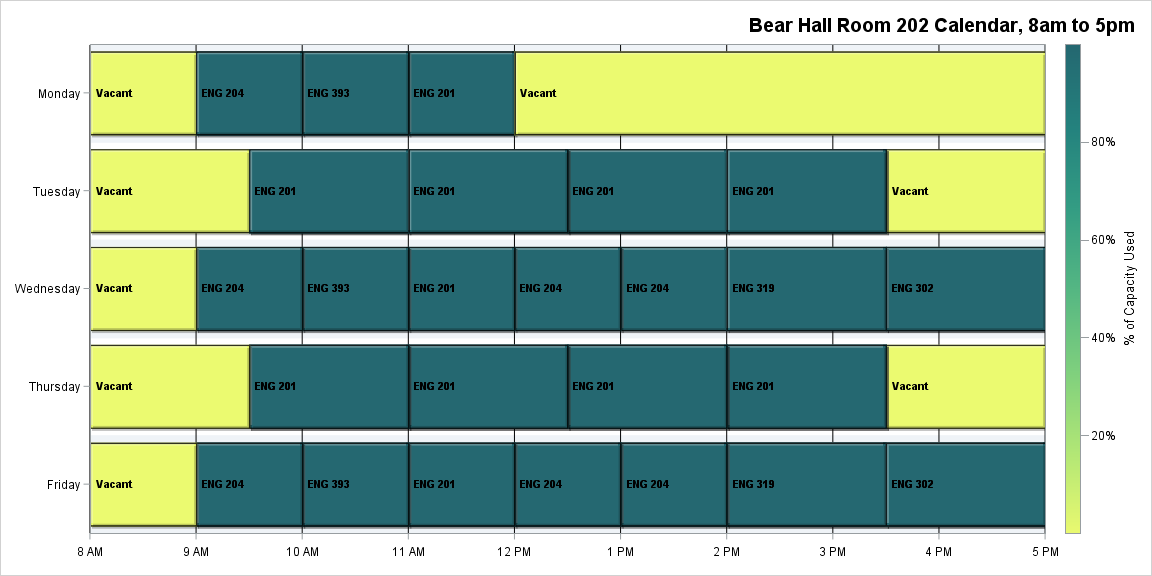 Bear Hall Room 202 Calendar, 8am to 5pm
Monday Vacant ENG 204 ENG 393 ENG 201 Vacant
80%
Tuesday Vacant ENG 201 ENG 201 ENG 201 ENG 201 Vacant
60%
% of Capacity Used
Wednesday Vacant ENG 204 ENG 393 ENG 201 ENG 204 ENG 204 ENG 319 ENG 302
40%
Thursday Vacant ENG 201 ENG 201 ENG 201 ENG 201 Vacant
20%
Friday Vacant ENG 204 ENG 393 ENG 201 ENG 204 ENG 204 ENG 319 ENG 302
8 AM 9 AM 10 AM 11 AM 12 PM 1 PM 2 PM 3 PM 4 PM 5 PM